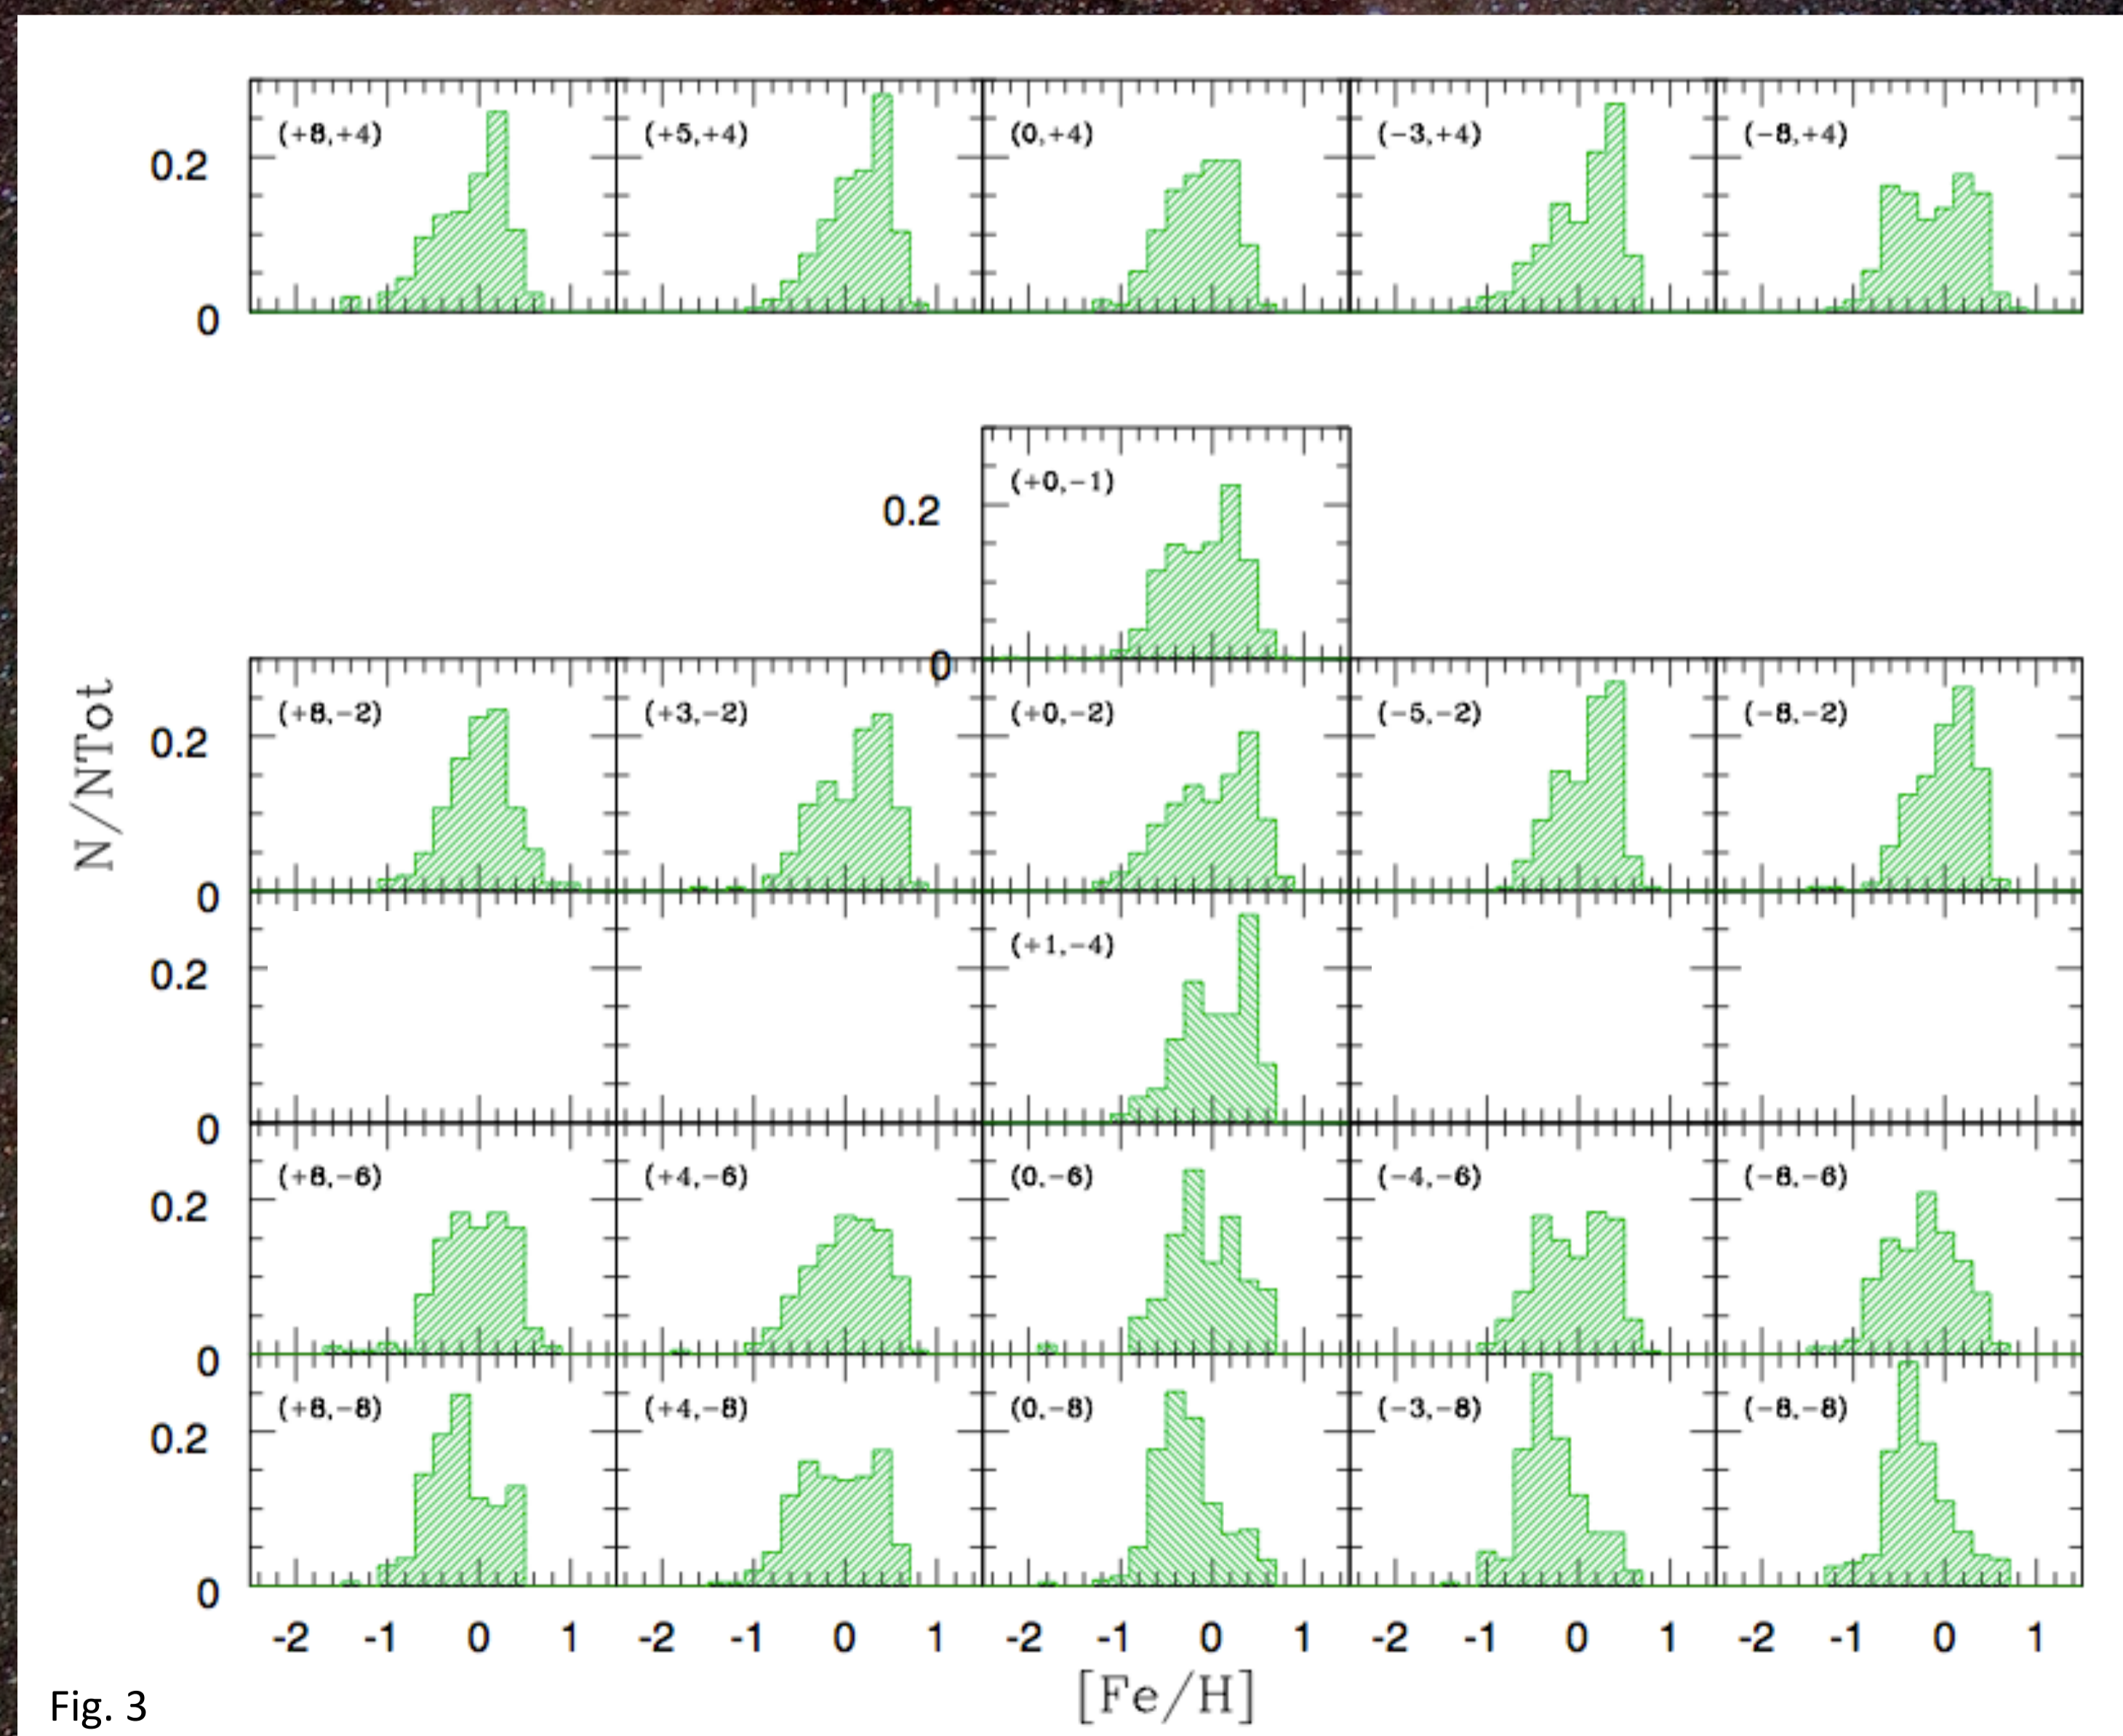 (+8,+4) (+5,+4) (0,+4) (−3,+4) (−8,+4)
0.2
0
(+0,−1)
0.2
0
(+8,−2) (+3,−2) (+0,−2) (−5,−2) (−8,−2)
0.2
0
(+1,−4)
0.2
0
(+8,−6) (+4,−6) (0,−6) (−4,−6) (−8,−6)
0.2
0
(+8,−8) (+4,−8) (0,−8) (−3,−8) (−8,−8)
0.2
0
N/NTot
-2 -1 0 1 -2 -1 0 1 -2 -1 0 1 -2 -1 0 1 -2 -1 0 1
[Fe/H]
Fig. 3